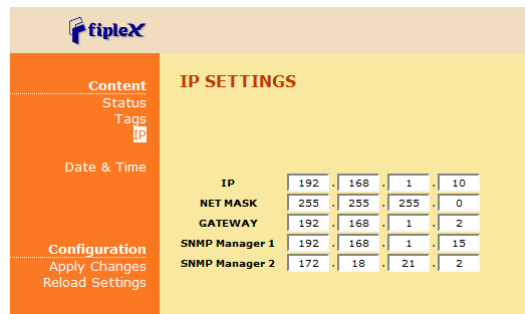 fipleX
Content
Status
Tags
IP
Date & Time
Configuration
Apply Changes
Reload Settings
IP SETTINGS
IP 192 . 168 . 1 . 10
NET MASK 255 . 255 . 255 . 0
GATEWAY 192 . 168 . 1 . 2
SNMP Manager 1 192 . 168 . 1 . 15
SNMP Manager 2 172 . 18 . 21 . 2